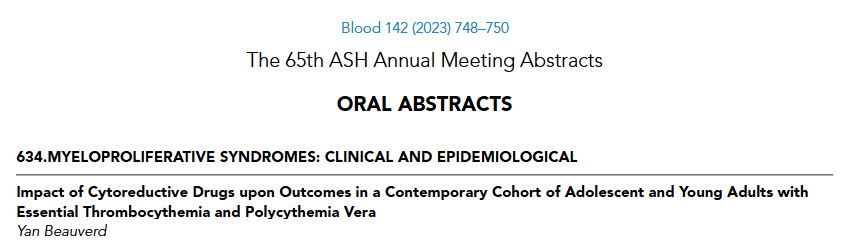 Blood 142 (2023) 748–750
The 65th ASH Annual Meeting Abstracts
ORAL ABSTRACTS
634.MYELOPROLIFERATIVE SYNDROMES: CLINICAL AND EPIDEMIOLOGICAL
Impact of Cytoreductive Drugs upon Outcomes in a Contemporary Cohort of Adolescent and Young Adults with
Essential Thrombocythemia and Polycythemia Vera
Yan Beauverd